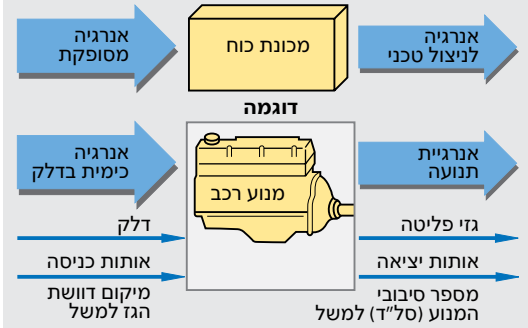 אנרגיה
מסופקת
מכונת כוח
אנרגיה
לניצול טכני
דוגמה
אנרגיה
כימית בדלק
מנוע רכב
אנרגיית
תנועה
דלק
גזי פליטה
אותות כניסה
אותות יציאה
מיקום דוושת
הגז למשל
מספר סיבובי
המנוע (סל״ד) למשל